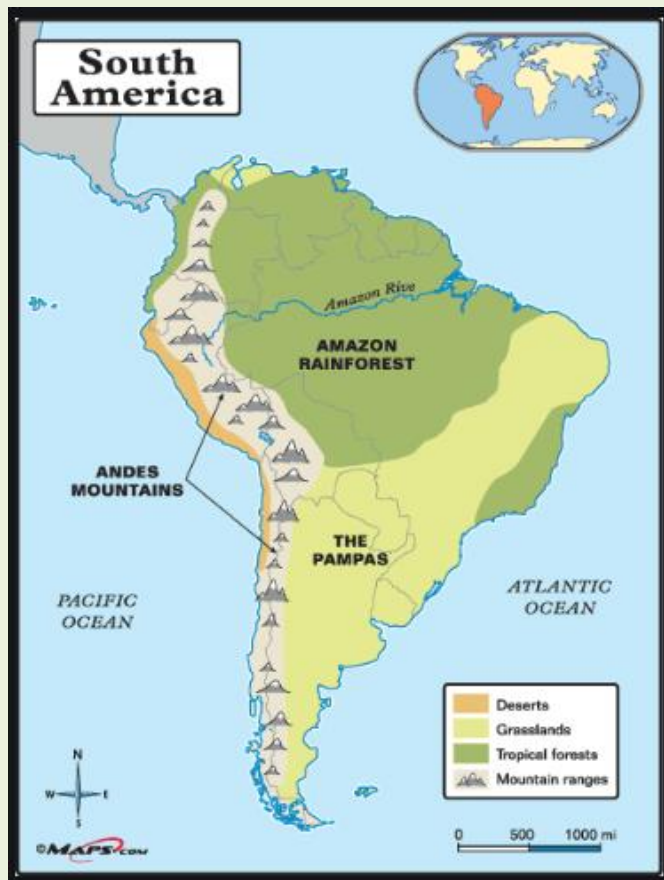 South
America
Amazon Rive
AMAZON
RAINFOREST
ANDES
MOUNTAINS
THE
PAMPAS
PACIFIC
OCEAN
ATLANTIC
OCEAN
Deserts
Grasslands
Tropical forests
Mountain ranges
N
W E
S
0 500 1000 mi
©MAPS.COM